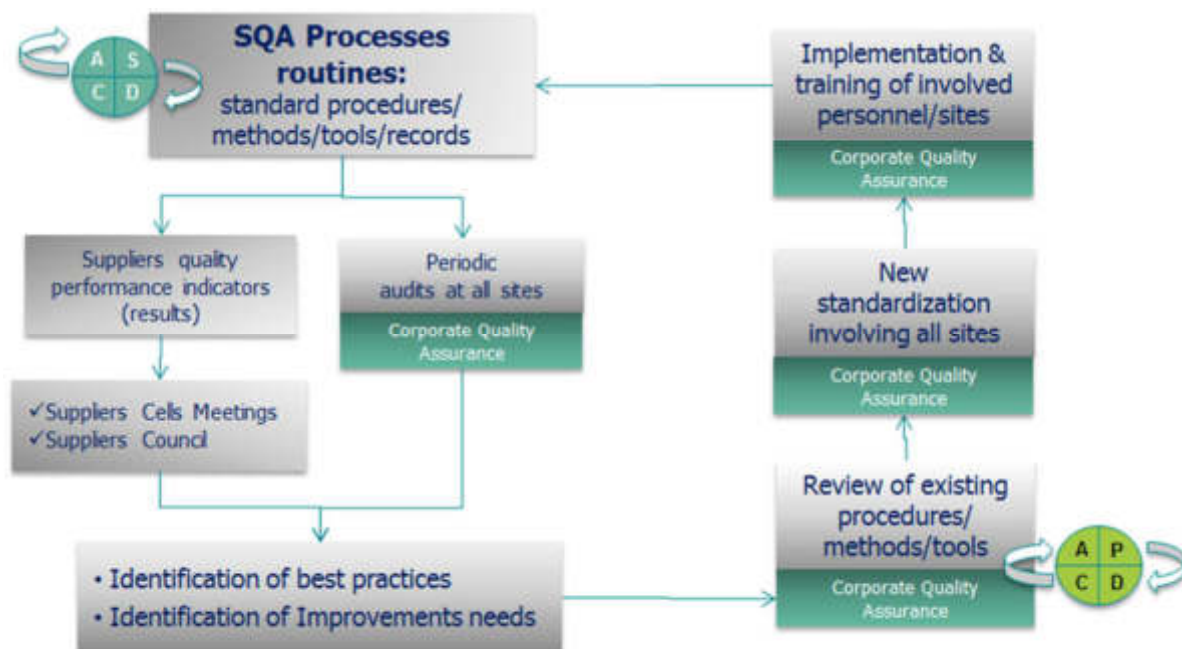 SQA Processes
routines:
standard procedures/
methods/tools/records
A S
C D
Implementation &
training of involved
personnel/sites
Corporate Quality
Assurance
Suppliers quality
performance indicators
(results)
Periodic
audits at all sites
Corporate Quality
Assurance
New
standardization
involving all sites
Corporate Quality
Assurance
✓Suppliers Cells Meetings
✓Suppliers Council
Review of existing
procedures/
methods/tools
Corporate Quality
Assurance
A P
C D
• Identification of best practices
• Identification of Improvements needs